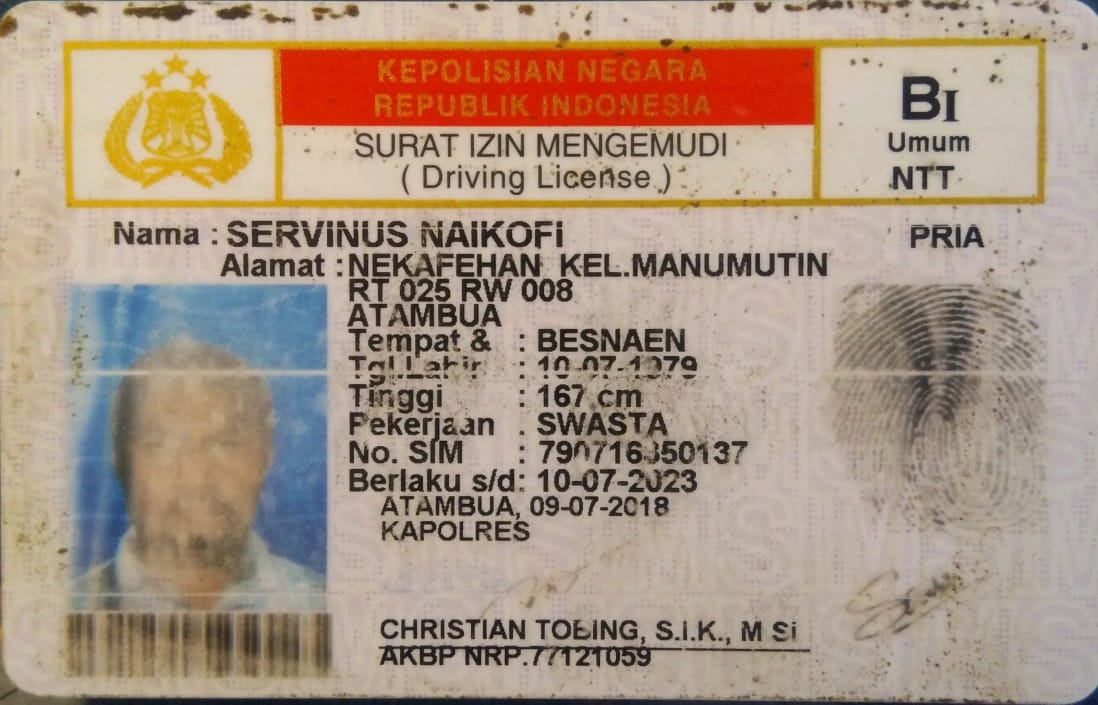 KEPOLISIAN NEGARA
REPUBLIK INDONESIA
SURAT IZIN MENGEMUDI
( Driving License )
BI
Umum
NTT
Nama : SERVINUS NAIKOFI
PRIA
Alamat : NEKAFEHAN KEL.MANUMUTIN
RT 025 RW 008
ATAMBUA
Tempat & : BESNAEN
Tgl.Lahir : 10-07-1979
Tinggi : 167 cm
Pekerjaan : SWASTA
No. SIM :
Berlaku s/d: 10-07-2023
ATAMBUA, 09-07-2018
KAPOLRES
CHRISTIAN TOBING, S.I.K., M Si
AKBP NRP.77121059